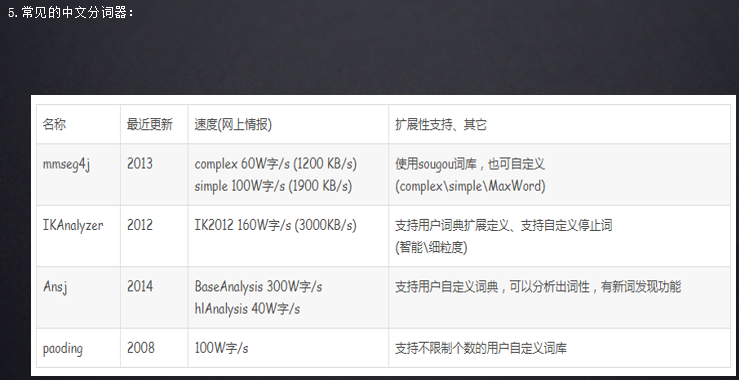 5.常见的中文分词器：
名称 最近更新 速度(网上情报) 扩展性支持、其它
mmseg4j 2013 complex 60W字/s (1200 KB/s) 使用sougou词库，也可自定义
simple 100W字/s (1900 KB/s) (complex\simple\MaxWord)
IKAnalyzer 2012 IK2012 160W字/s (3000KB/s) 支持用户词典扩展定义、支持自定义停止词
(智能\细粒度)
Ansj 2014 BaseAnalysis 300W字/s 支持用户自定义词典，可以分析出词性，有新词发现功能
hlAnalysis 40W字/s
paoding 2008 100W字/s 支持不限制个数的用户自定义词库